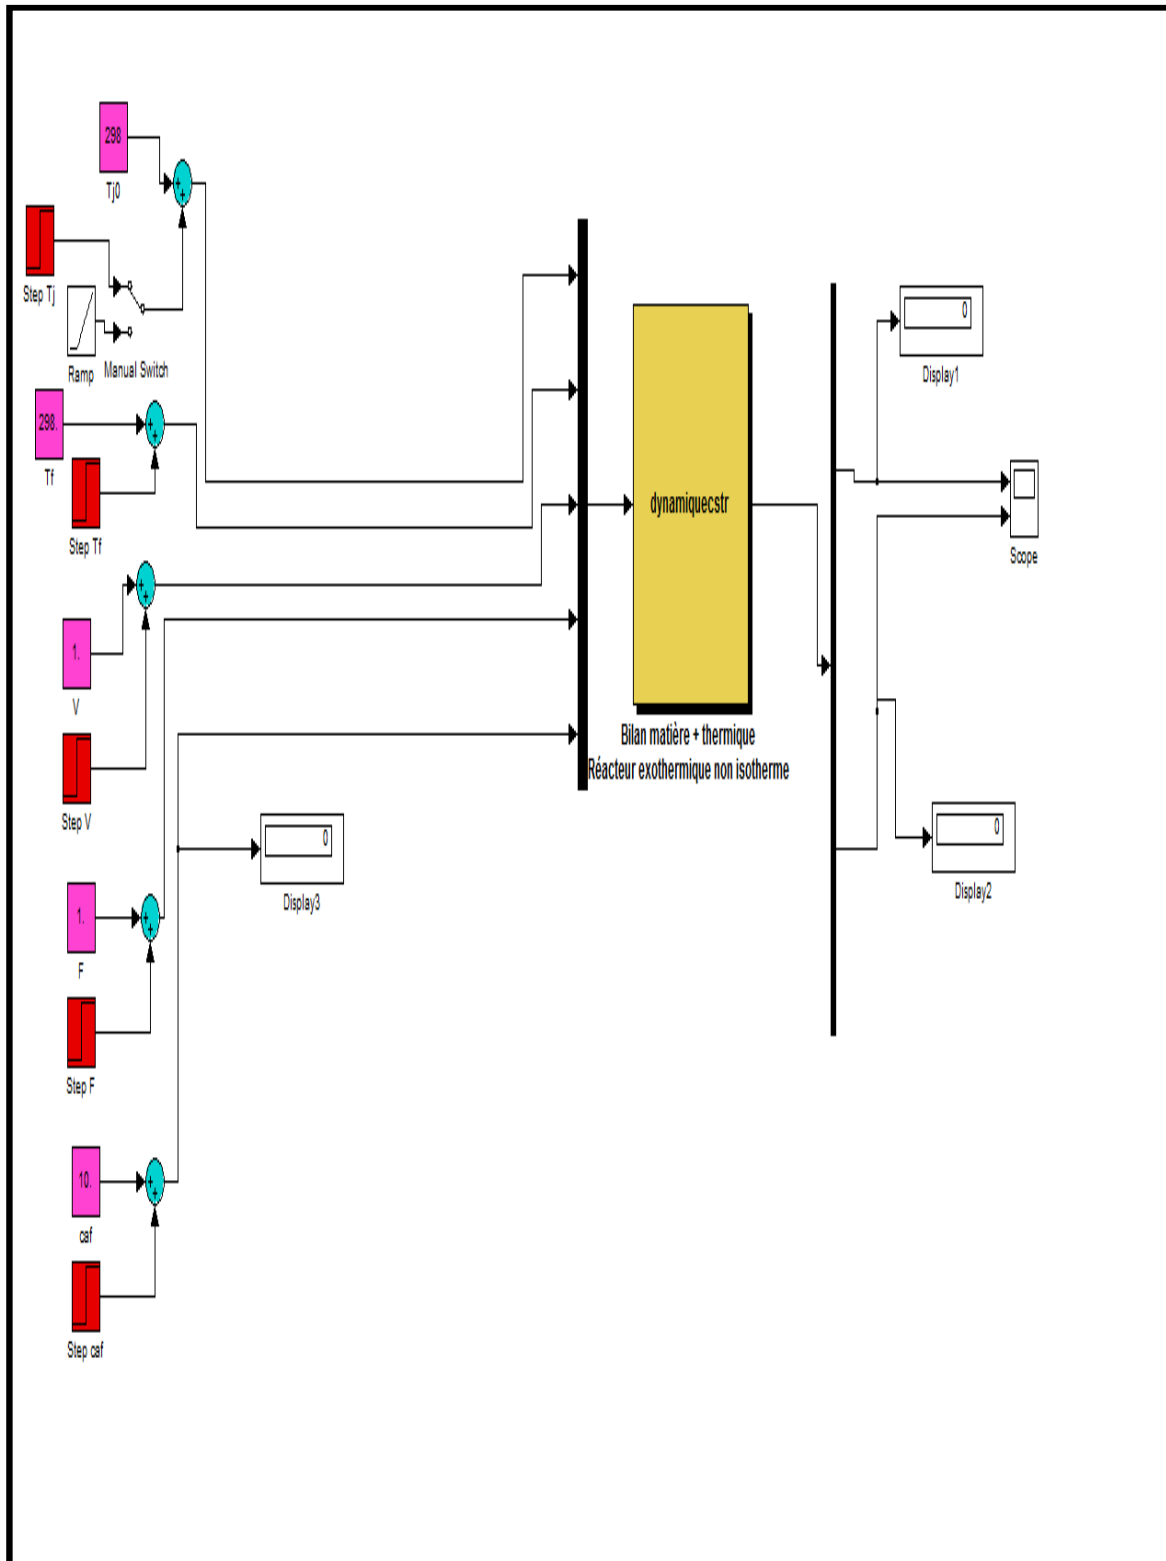 298
Tj0
Step Tj
Ramp
Manual Switch
298.
Tf
Step Tf
1.
V
Step V
1.
F
Step F
10.
caf
Step caf
0
Display3
dynamiquecstr
Bilan matière + thermique
Réacteur exothermique non isotherme
0
Display1
Scope
0
Display2